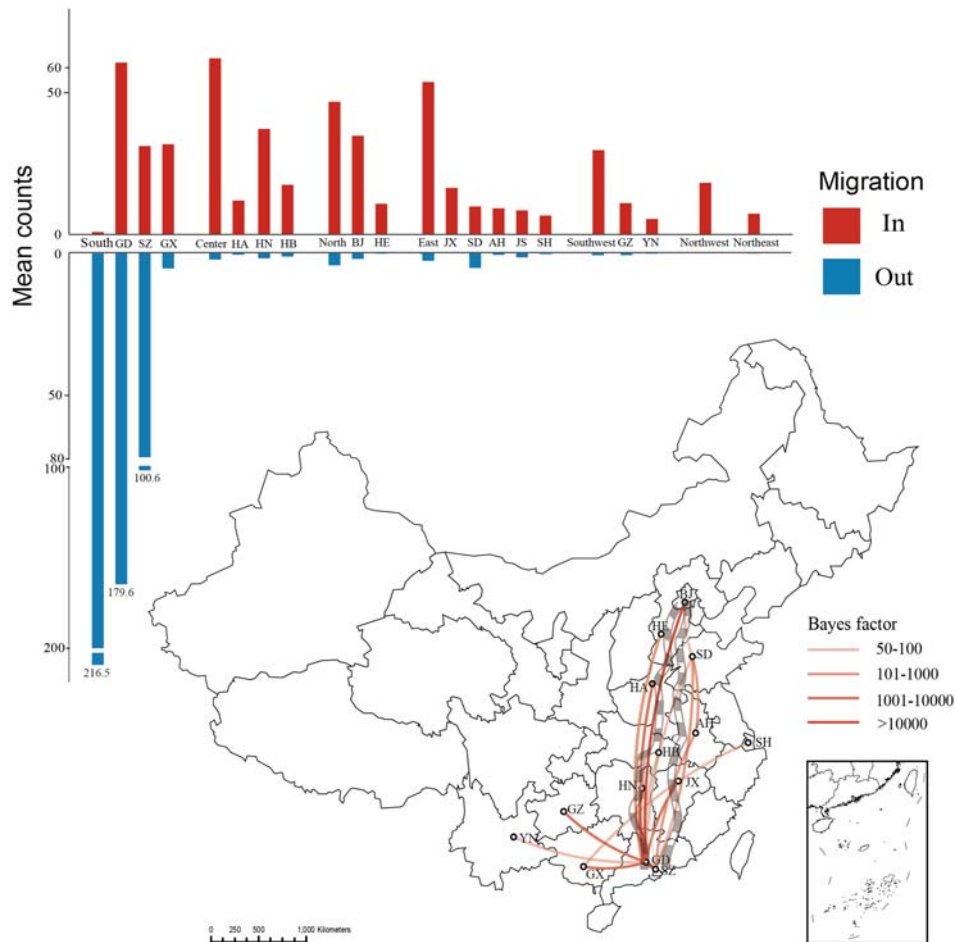 Mean counts
60
50
0
South GD SZ GX Center HA HN HB North BJ HE East JX SD AH JS SH Southwest GZ YN Northwest Northeast
Migration
In
Out
Mean counts
0
50
80
100
200
100.6
179.6
216.5
BJ
HE
SD
HA
AH
SH
HB
HN
JX
GZ
YN
GD
GX
SZ
Bayes factor
50-100
101-1000
1001-10000
>10000
0 250 500 1,000 Kilometers